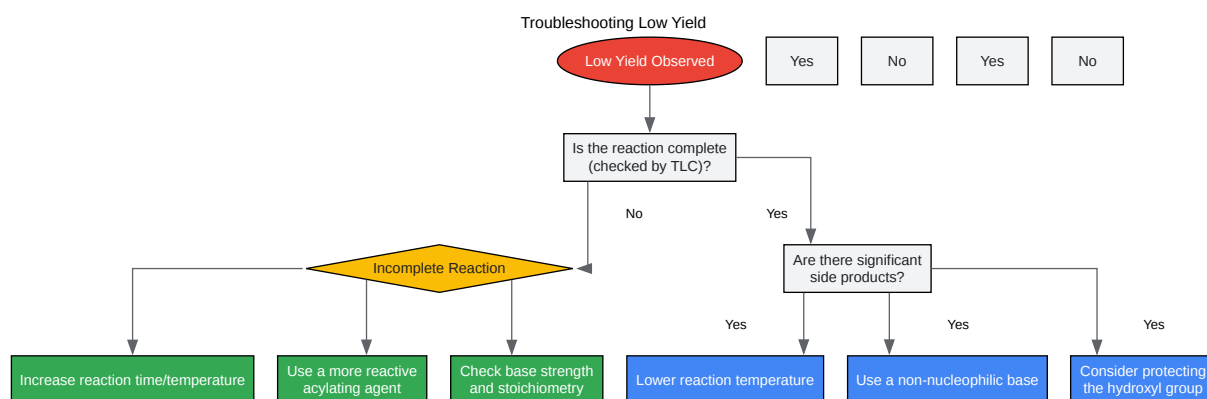 Troubleshooting Low Yield
Low Yield Observed
Yes
No
Yes
No
Is the reaction complete
(checked by TLC)?
No
Yes
Incomplete Reaction
Are there significant
side products?
Yes
Yes
Yes
Increase reaction time/temperature
Use a more reactive
acylating agent
Check base strength
and stoichiometry
Lower reaction temperature
Use a non-nucleophilic base
Consider protecting
the hydroxyl group